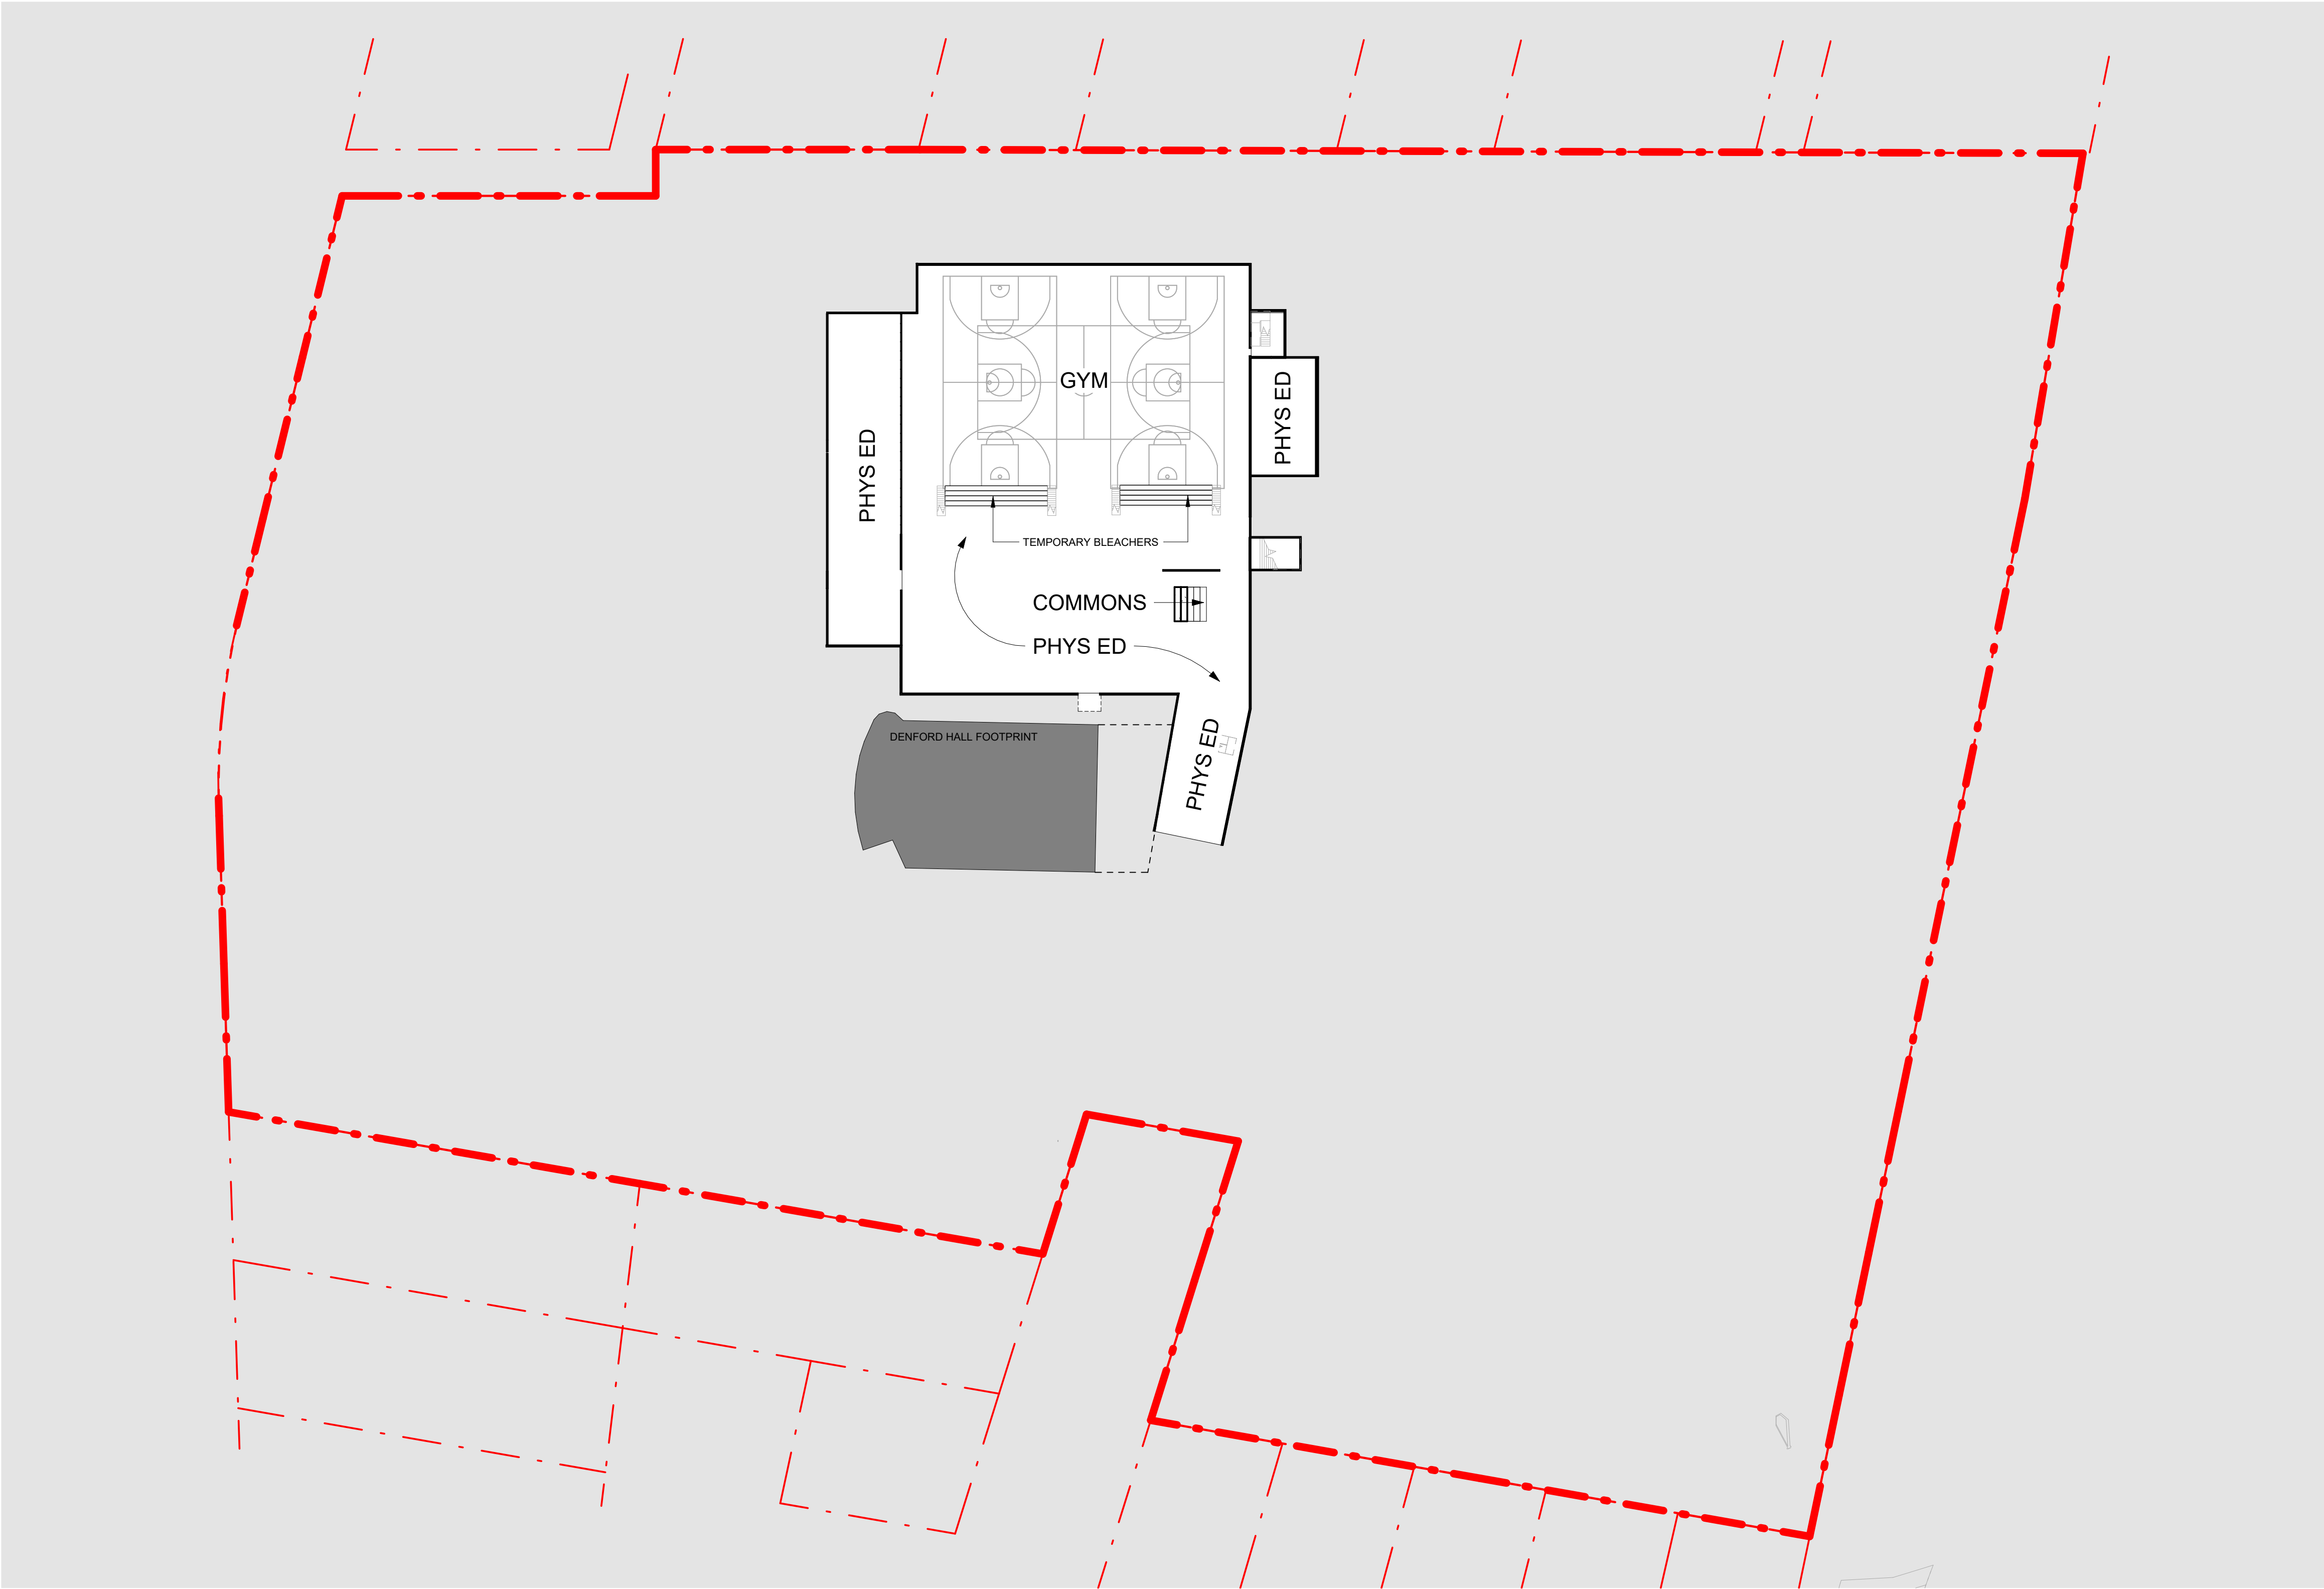 GYM
PHYS ED
PHYS ED
TEMPORARY BLEACHERS
COMMONS
PHYS ED
PHYS ED
DENFORD HALL FOOTPRINT